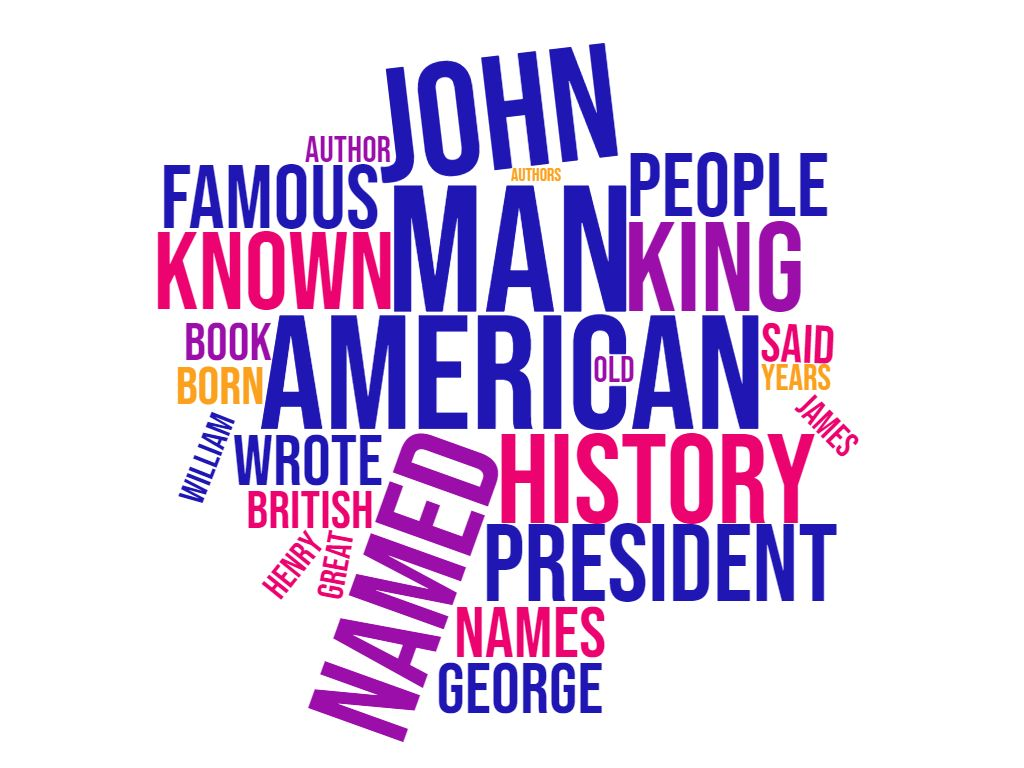 JOHN
AUTHOR
AUTHORS
FAMOUS
MAN
PEOPLE
KNOWN
KING
BOOK
AMERICAN
OLD
SAID
BORN
YEARS
JAMES
WILLIAM
WROTE
NAMED
HISTORY
BRITISH
HENRY
GREAT
PRESIDENT
NAMES
GEORGE